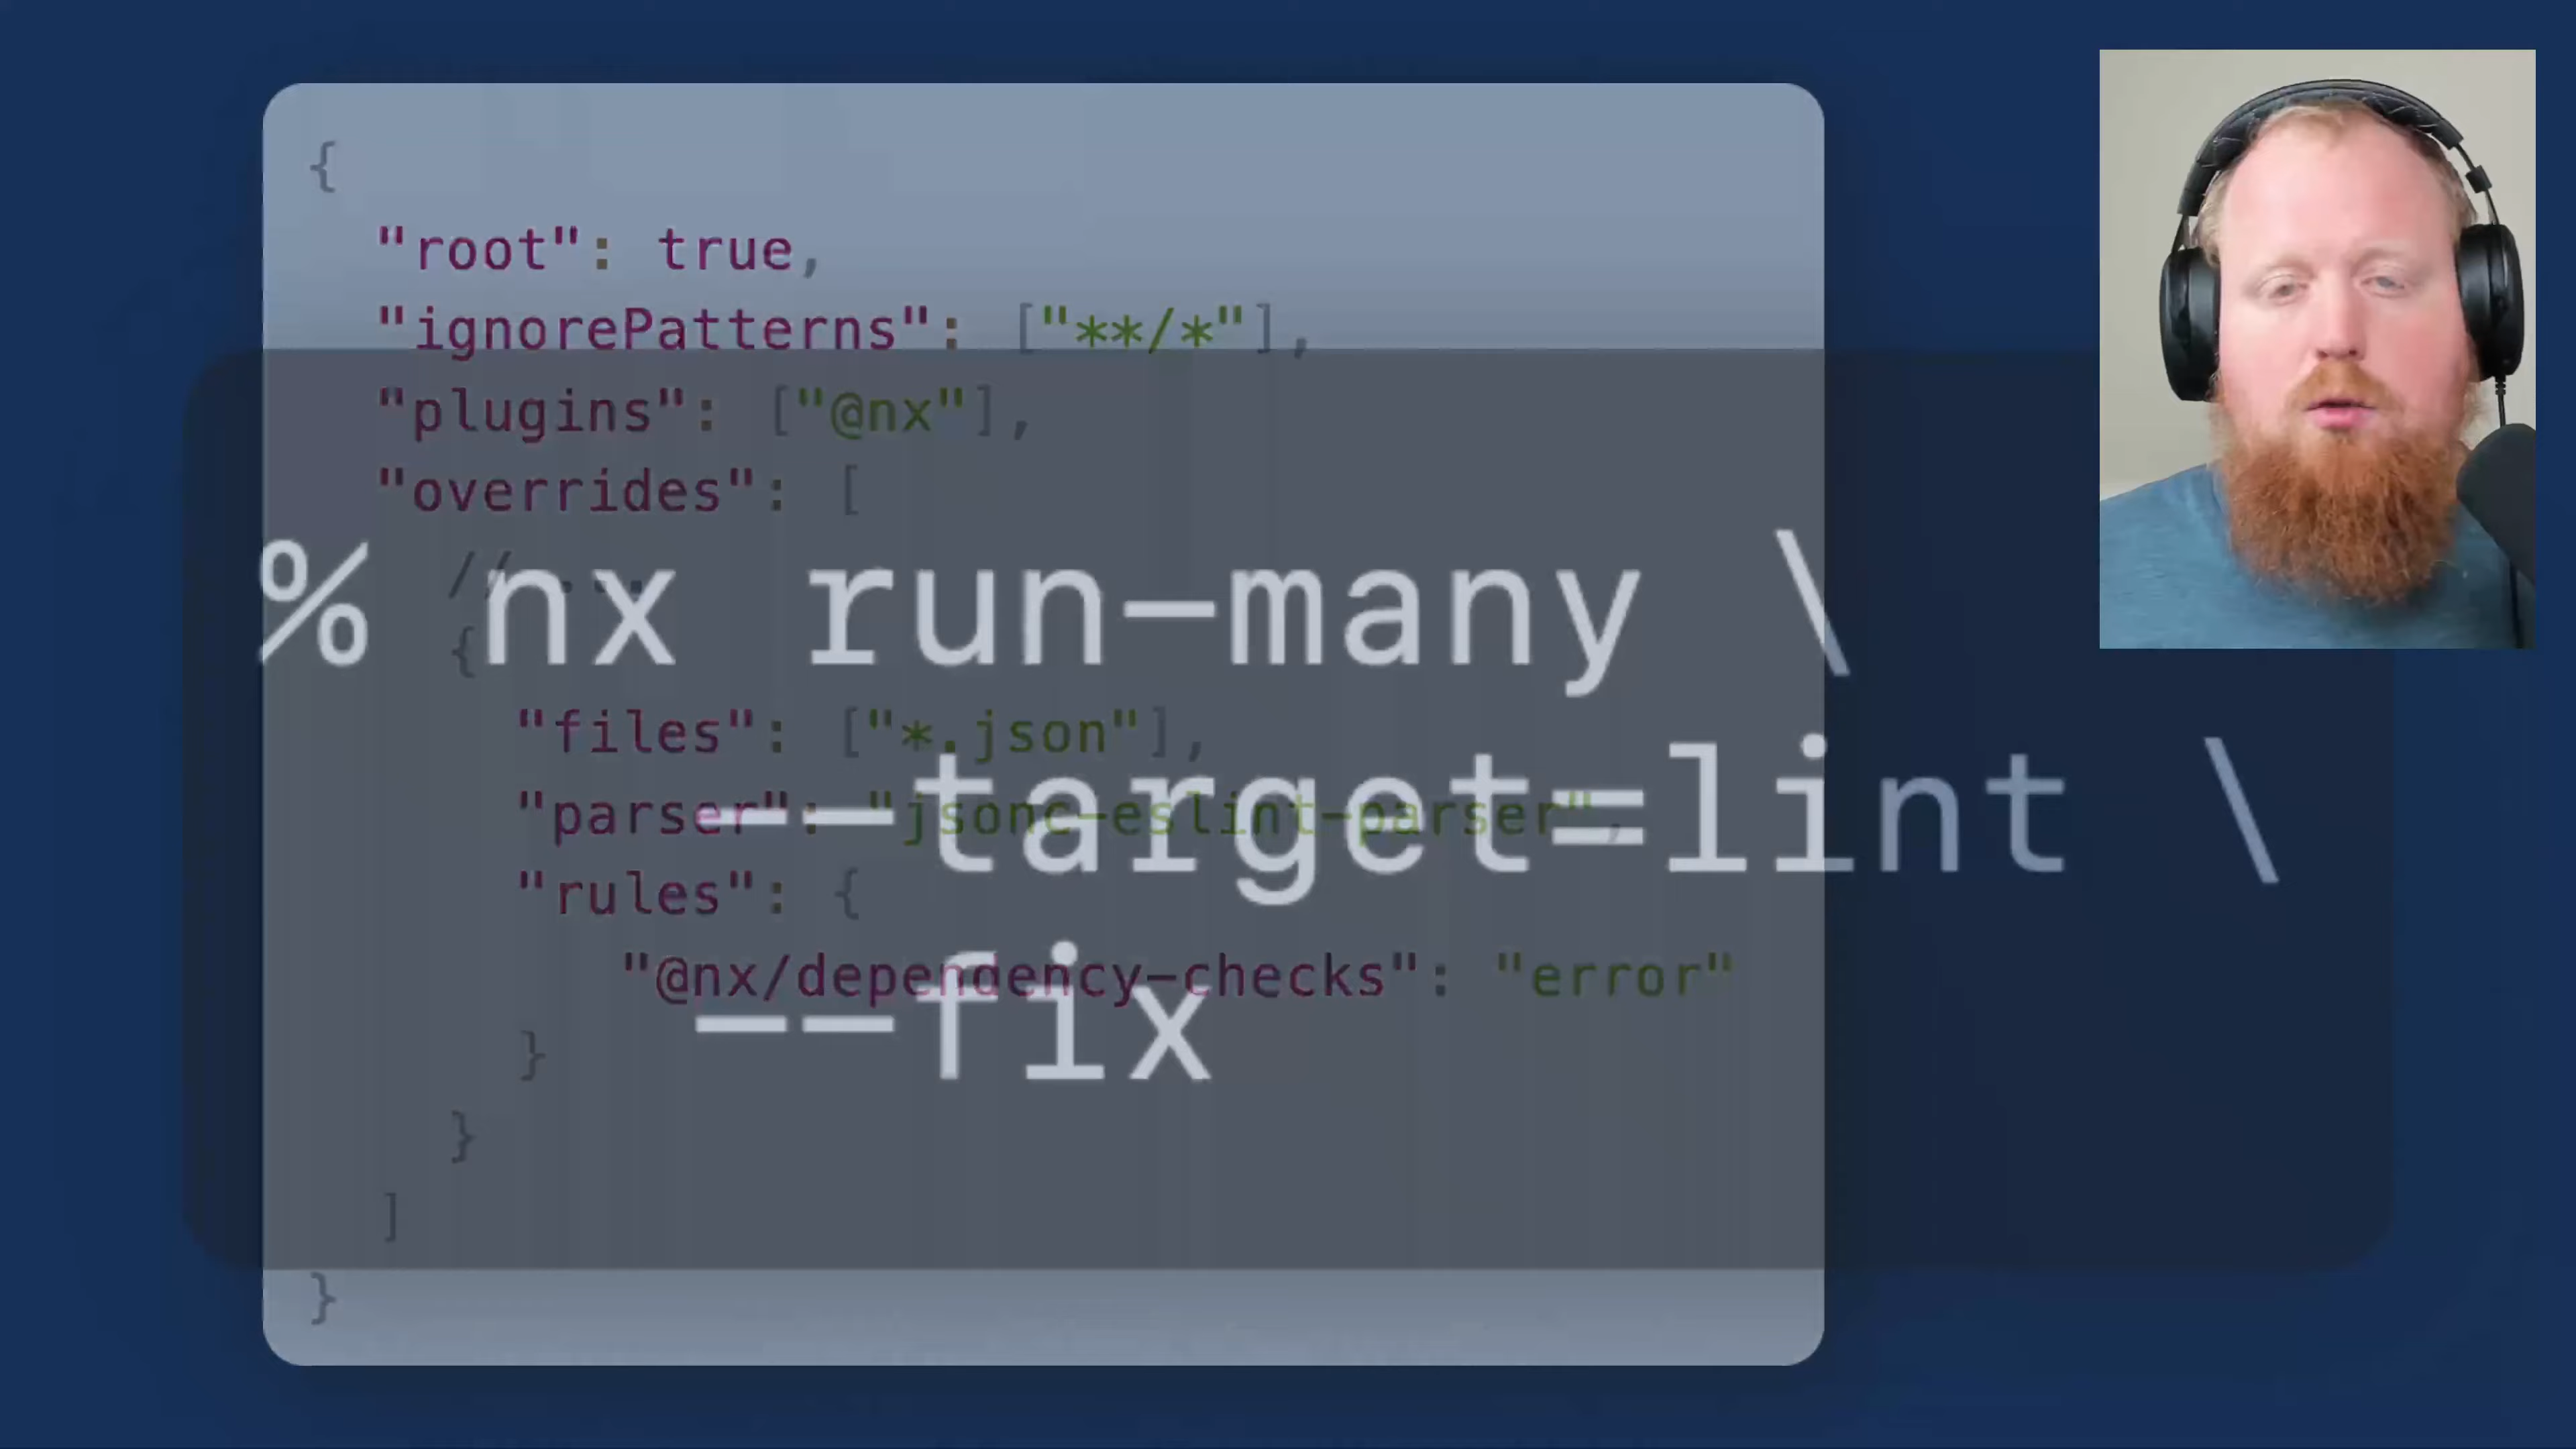 {
"root": true,
"ignorePatterns": ["**/*"],
"plugins": ["@nx"],
"overrides": [
// ...
{
"files": ["*.json"],
"parser": "jsonc-eslint-parser",
"rules": {
"@nx/dependency-checks": "error"
}
}
]
}
% nx run-many \
--target=lint \
--fix